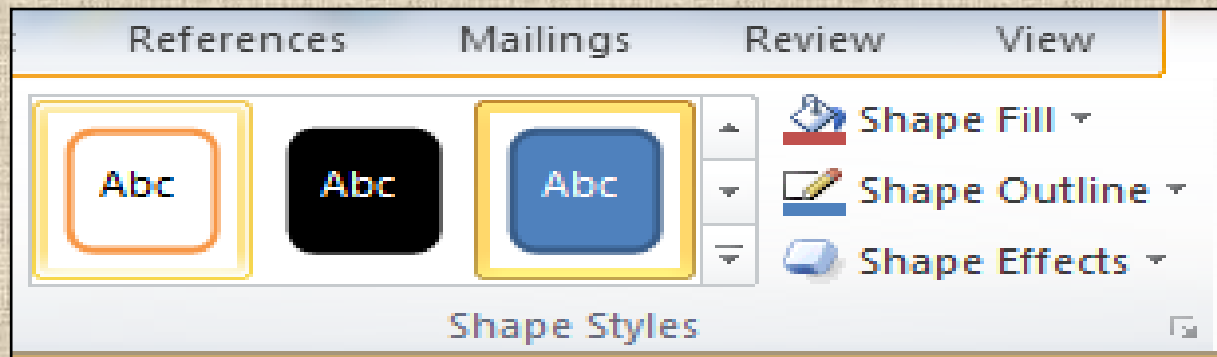 References Mailings Review View
Abc Abc Abc
Shape Fill
Shape Outline
Shape Effects
Shape Styles